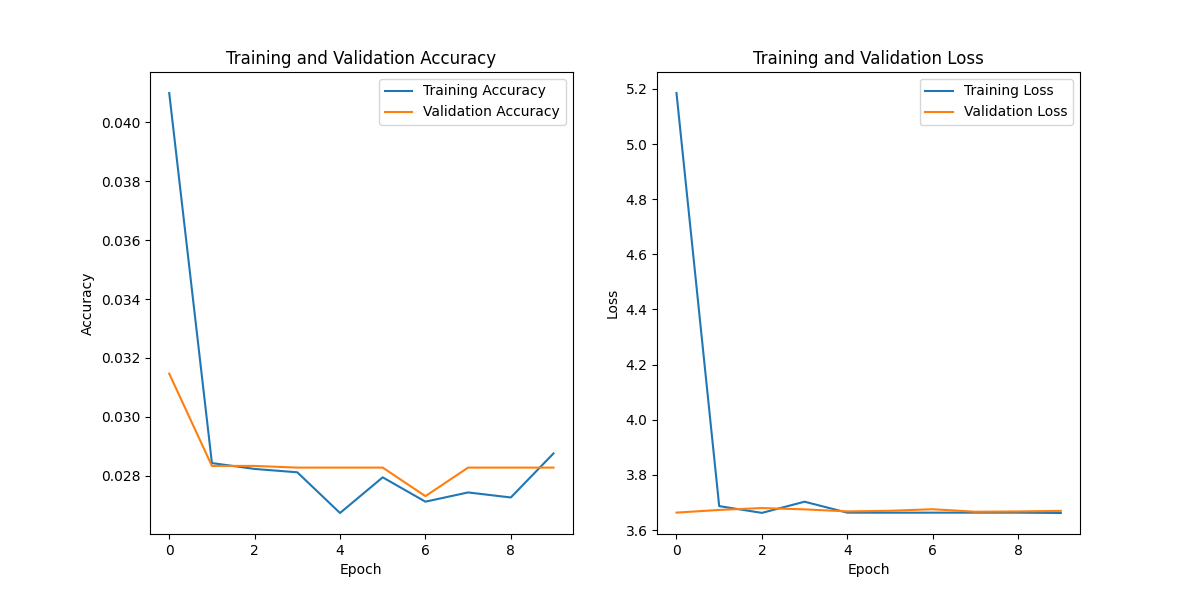 Training and Validation Accuracy
Training Accuracy
Validation Accuracy
0.040
0.038
0.036
0.034
0.032
0.030
0.028
Accuracy
0 2 4 6 8
Epoch
Training and Validation Loss
Training Loss
Validation Loss
5.2
5.0
4.8
4.6
4.4
4.2
4.0
3.8
3.6
Loss
0 2 4 6 8
Epoch